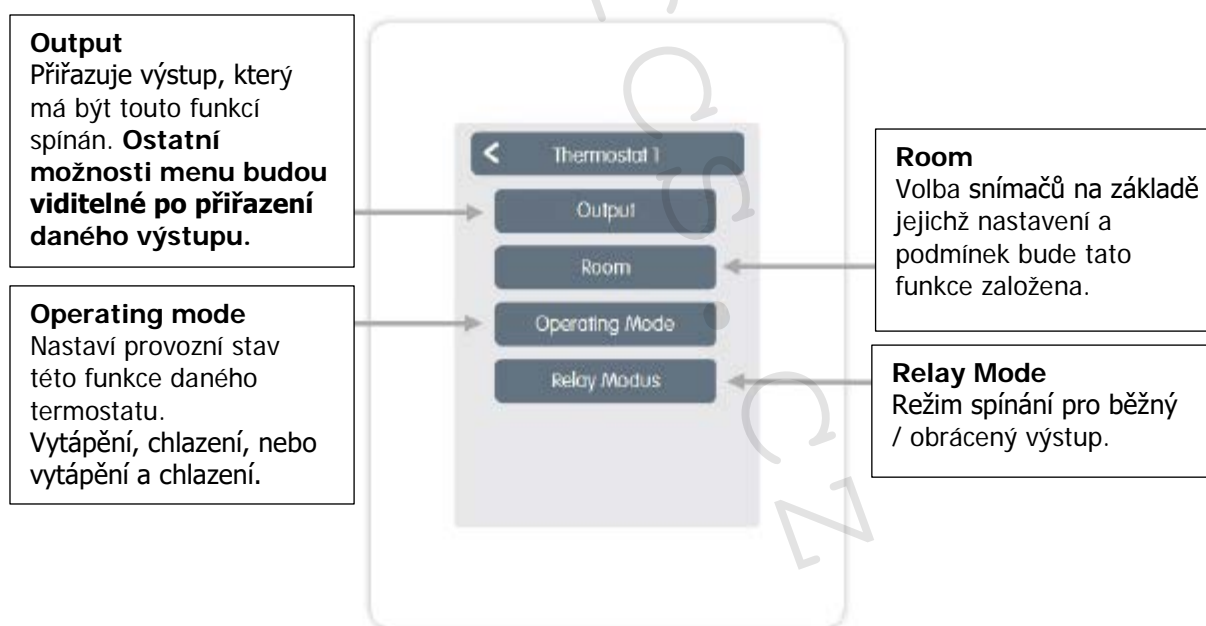 Output
Přiřazuje výstup, který
má být touto funkcí
spínán. Ostatní
možnosti menu budou
viditelné po přiřazení
daného výstupu.
Operating mode
Nastaví provozní stav
této funkce daného
termostatu.
Vytápění, chlazení, nebo
vytápění a chlazení.
< Thermostat 1
Output
Room
Operating Mode
Relay Modus
Room
Volba snímačů na základě
jejichž nastavení a
podmínek bude tato
funkce založena.
Relay Mode
Režim spínání pro běžný
/ obrácený výstup.